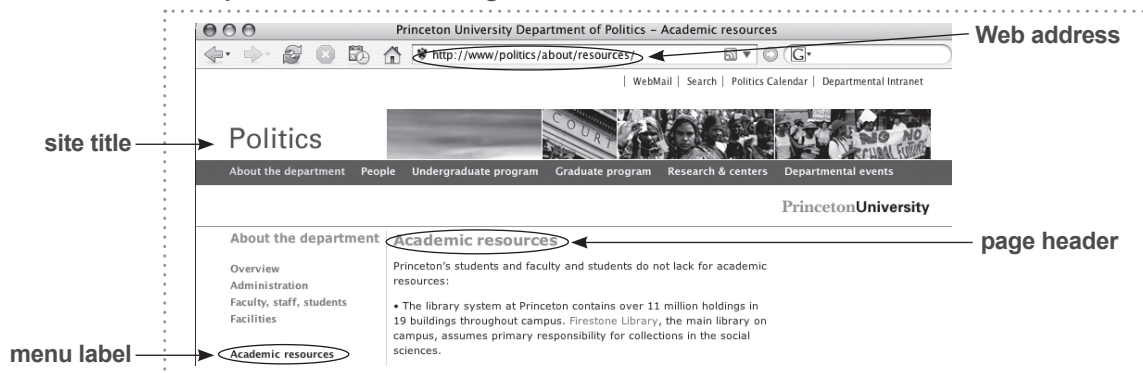 Princeton University Department of Politics – Academic resources
Web address
http://www/politics/about/resources/
G
| WebMail | Search | Politics Calendar | Departmental Intranet
COURT
NO NO
SCHOOL
site title
Politics
About the department People Undergraduate program Graduate program Research & centers Departmental events
PrincetonUniversity
About the department
Academic resources
page header
Overview
Administration
Faculty, staff, students
Facilities
menu label
Academic resources
Princeton’s students and faculty and students do not lack for academic
resources:
• The library system at Princeton contains over 11 million holdings in
19 buildings throughout campus. Firestone Library, the main library on
campus, assumes primary responsibility for collections in the social
sciences.